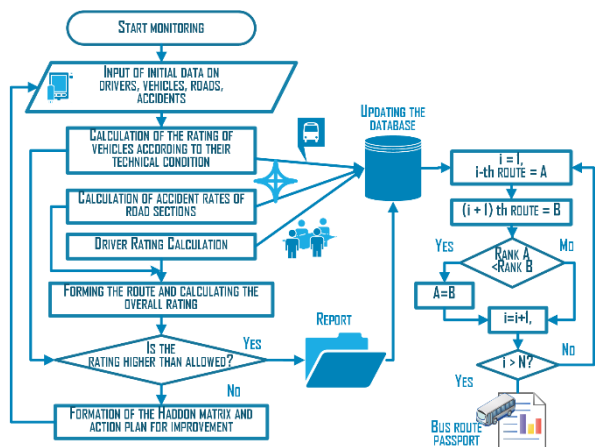 START MONITORING
INPUT OF INITIAL DATA ON
DRIVERS, VEHICLES, ROADS,
ACCIDENTS
CALCULATION OF THE RATING OF
VEHICLES ACCORDING TO THEIR
TECHNICAL CONDITION
CALCULATION OF ACCIDENT RATES OF
ROAD SECTIONS
DRIVER RATING CALCULATION
FORMING THE ROUTE AND CALCULATING THE
OVERALL RATING
IS THE
RATING HIGHER THAN ALLOWED?
YES
NO
FORMATION OF THE HADDON MATRIX AND
ACTION PLAN FOR IMPROVEMENT
REPORT
UPDATING THE
DATABASE
i = I,
i-TH ROUTE = A
(i + I) TH ROUTE = B
YES
MO
RANK A
<RANK B
A=B
i=i+I,
i > N?
NO
YES
BUS ROUTE
PASSPORT